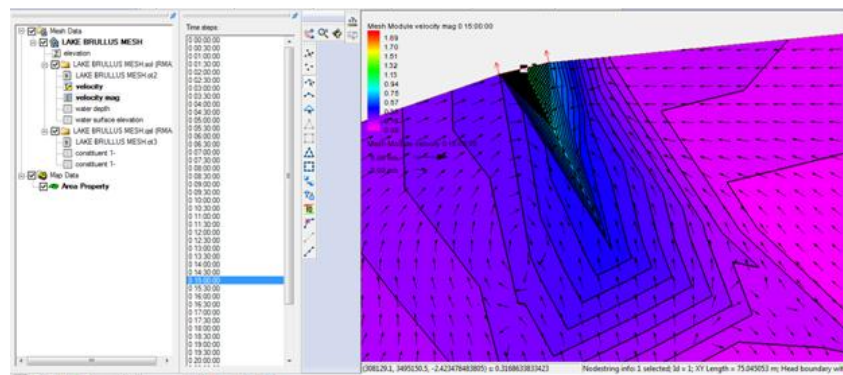 Mesh Data
LAKE BRULLUS MESH
elevation
LAKE BRULLUS MESH.sol (RMA
LAKE BRULLUS MESH.ot2
velocity
velocity mag
water depth
water surface elevation
LAKE BRULLUS MESH.qsl (RMA
LAKE BRULLUS MESH.ot3
constituent 1-
constituent 1-
Map Data
Area Property
Time steps:
0 00:00:00
0 00:30:00
0 01:00:00
0 01:30:00
0 02:00:00
0 02:30:00
0 03:00:00
0 03:30:00
0 04:00:00
0 04:30:00
0 05:00:00
0 05:30:00
0 06:00:00
0 06:30:00
0 07:00:00
0 07:30:00
0 08:00:00
0 08:30:00
0 09:00:00
0 09:30:00
0 10:00:00
0 10:30:00
0 11:00:00
0 11:30:00
0 12:00:00
0 12:30:00
0 13:00:00
0 13:30:00
0 14:00:00
0 14:30:00
0 15:00:00
0 15:30:00
0 16:00:00
0 16:30:00
0 17:00:00
0 17:30:00
0 18:00:00
0 18:30:00
0 19:00:00
0 19:30:00
0 20:00:00
Mesh Module velocity mag 0 15:00:00
1.89
1.70
1.51
1.32
1.13
0.94
0.75
0.57
(308129.1, 3495150.5, -2.423478483805) s: 0.3168633833423
Nodestring info: 1 selected; Id = 1; XY Length = 75.045053 m; Head boundary wit